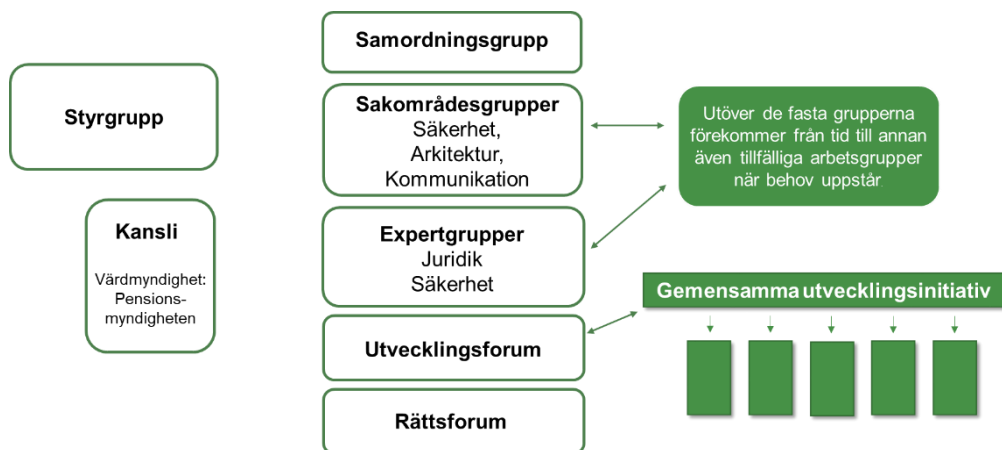 Styrgrupp
Kansli
Värdmyndighet:
Pensions-
myndigheten
Samordningsgrupp
Sakområdesgrupper
Säkerhet,
Arkitektur,
Kommunikation
Expertgrupper
Juridik
Säkerhet
Utvecklingsforum
Rättsforum
Utöver de fasta grupperna
förekommer från tid till annan
även tillfälliga arbetsgrupper
när behov uppstår
Gemensamma utvecklingsinitiativ